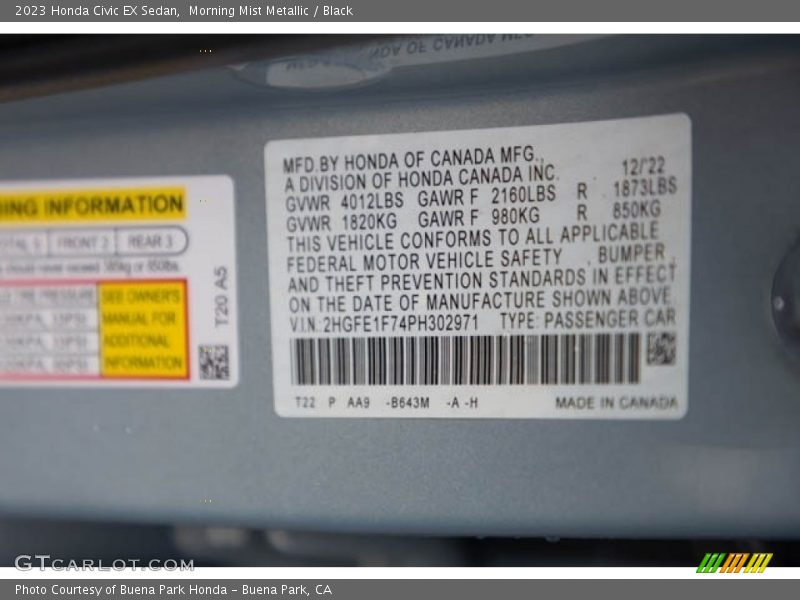 2023 Honda Civic EX Sedan, Morning Mist Metallic / Black
ING INFORMATION
FRONT 2 REAR 3
SEE OWNER'S
MANUAL FOR
ADDITIONAL
INFORMATION
T20 A5
MFD.BY HONDA OF CANADA MFG., 12/22
A DIVISION OF HONDA CANADA INC.
GVWR 4012LBS GAWR F 2160LBS R 1873LBS
GVWR 1820KG GAWR F 980KG R 850KG
THIS VEHICLE CONFORMS TO ALL APPLICABLE
FEDERAL MOTOR VEHICLE SAFETY , BUMPER ,
AND THEFT PREVENTION STANDARDS IN EFFECT
ON THE DATE OF MANUFACTURE SHOWN ABOVE.
VIN:2HGFE1F74PH302971 TYPE:PASSENGER CAR
T22 P AA9 -B643M -A -H MADE IN CANADA
GTCARLOT.COM
Photo Courtesy of Buena Park Honda – Buena Park, CA